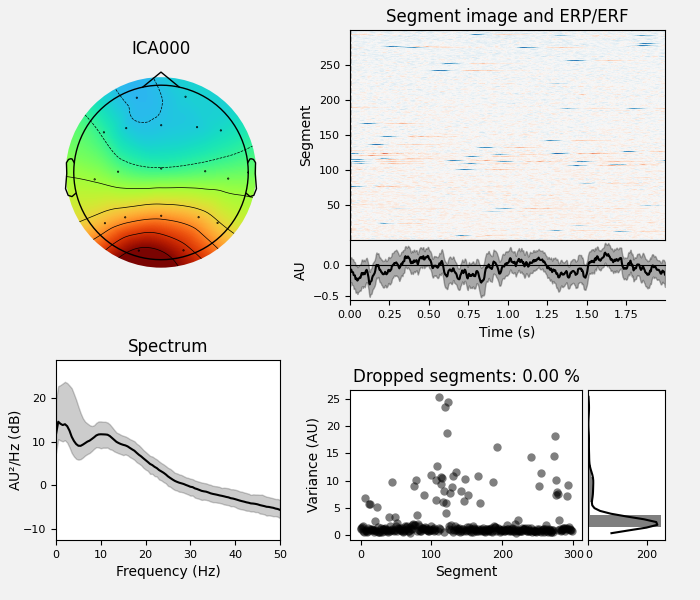 ICA000
Segment image and ERP/ERF
Segment
250
200
150
100
50
AU
0.0
−0.5
0.00 0.25 0.50 0.75 1.00 1.25 1.50 1.75
Time (s)
Spectrum
AU²/Hz (dB)
20
10
0
−10
0 10 20 30 40 50
Frequency (Hz)
Dropped segments: 0.00 %
Variance (AU)
25
20
15
10
5
0
0 100 200 300
Segment
0 200